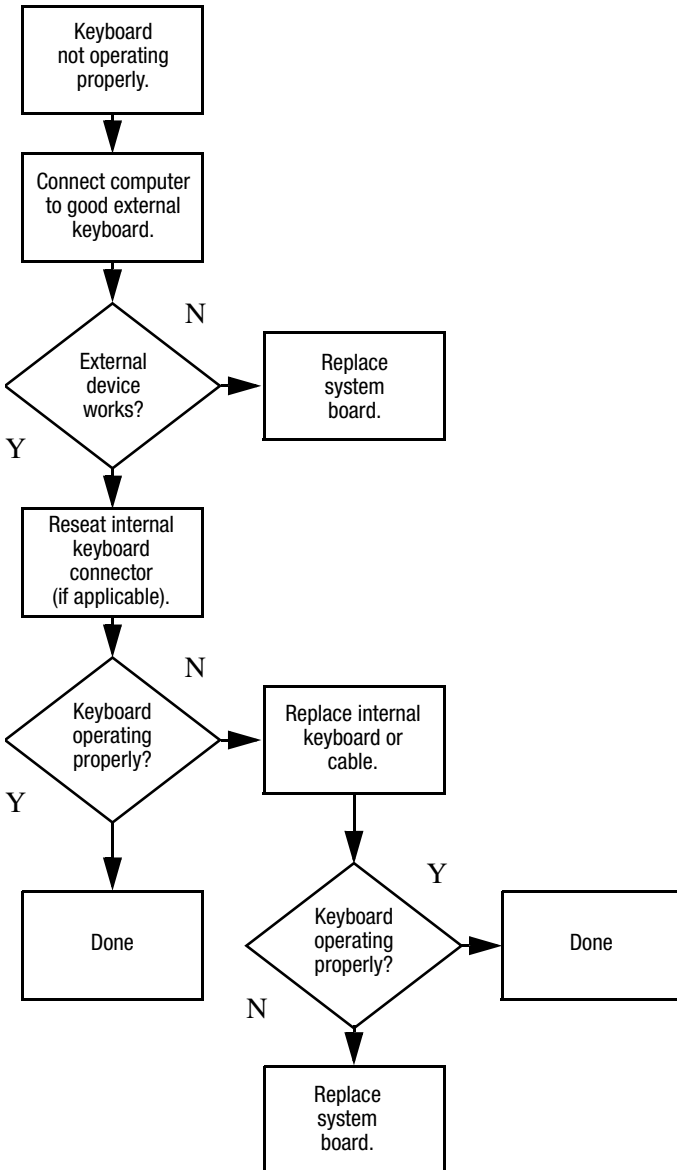 Keyboard
not operating
properly.
Connect computer
to good external
keyboard.
N
External
device
works?
Replace
system
board.
Y
Reseat internal
keyboard
connector
(if applicable).
N
Keyboard
operating
properly?
Replace internal
keyboard or
cable.
Y
Y
Done
Keyboard
operating
properly?
Done
N
Replace
system
board.